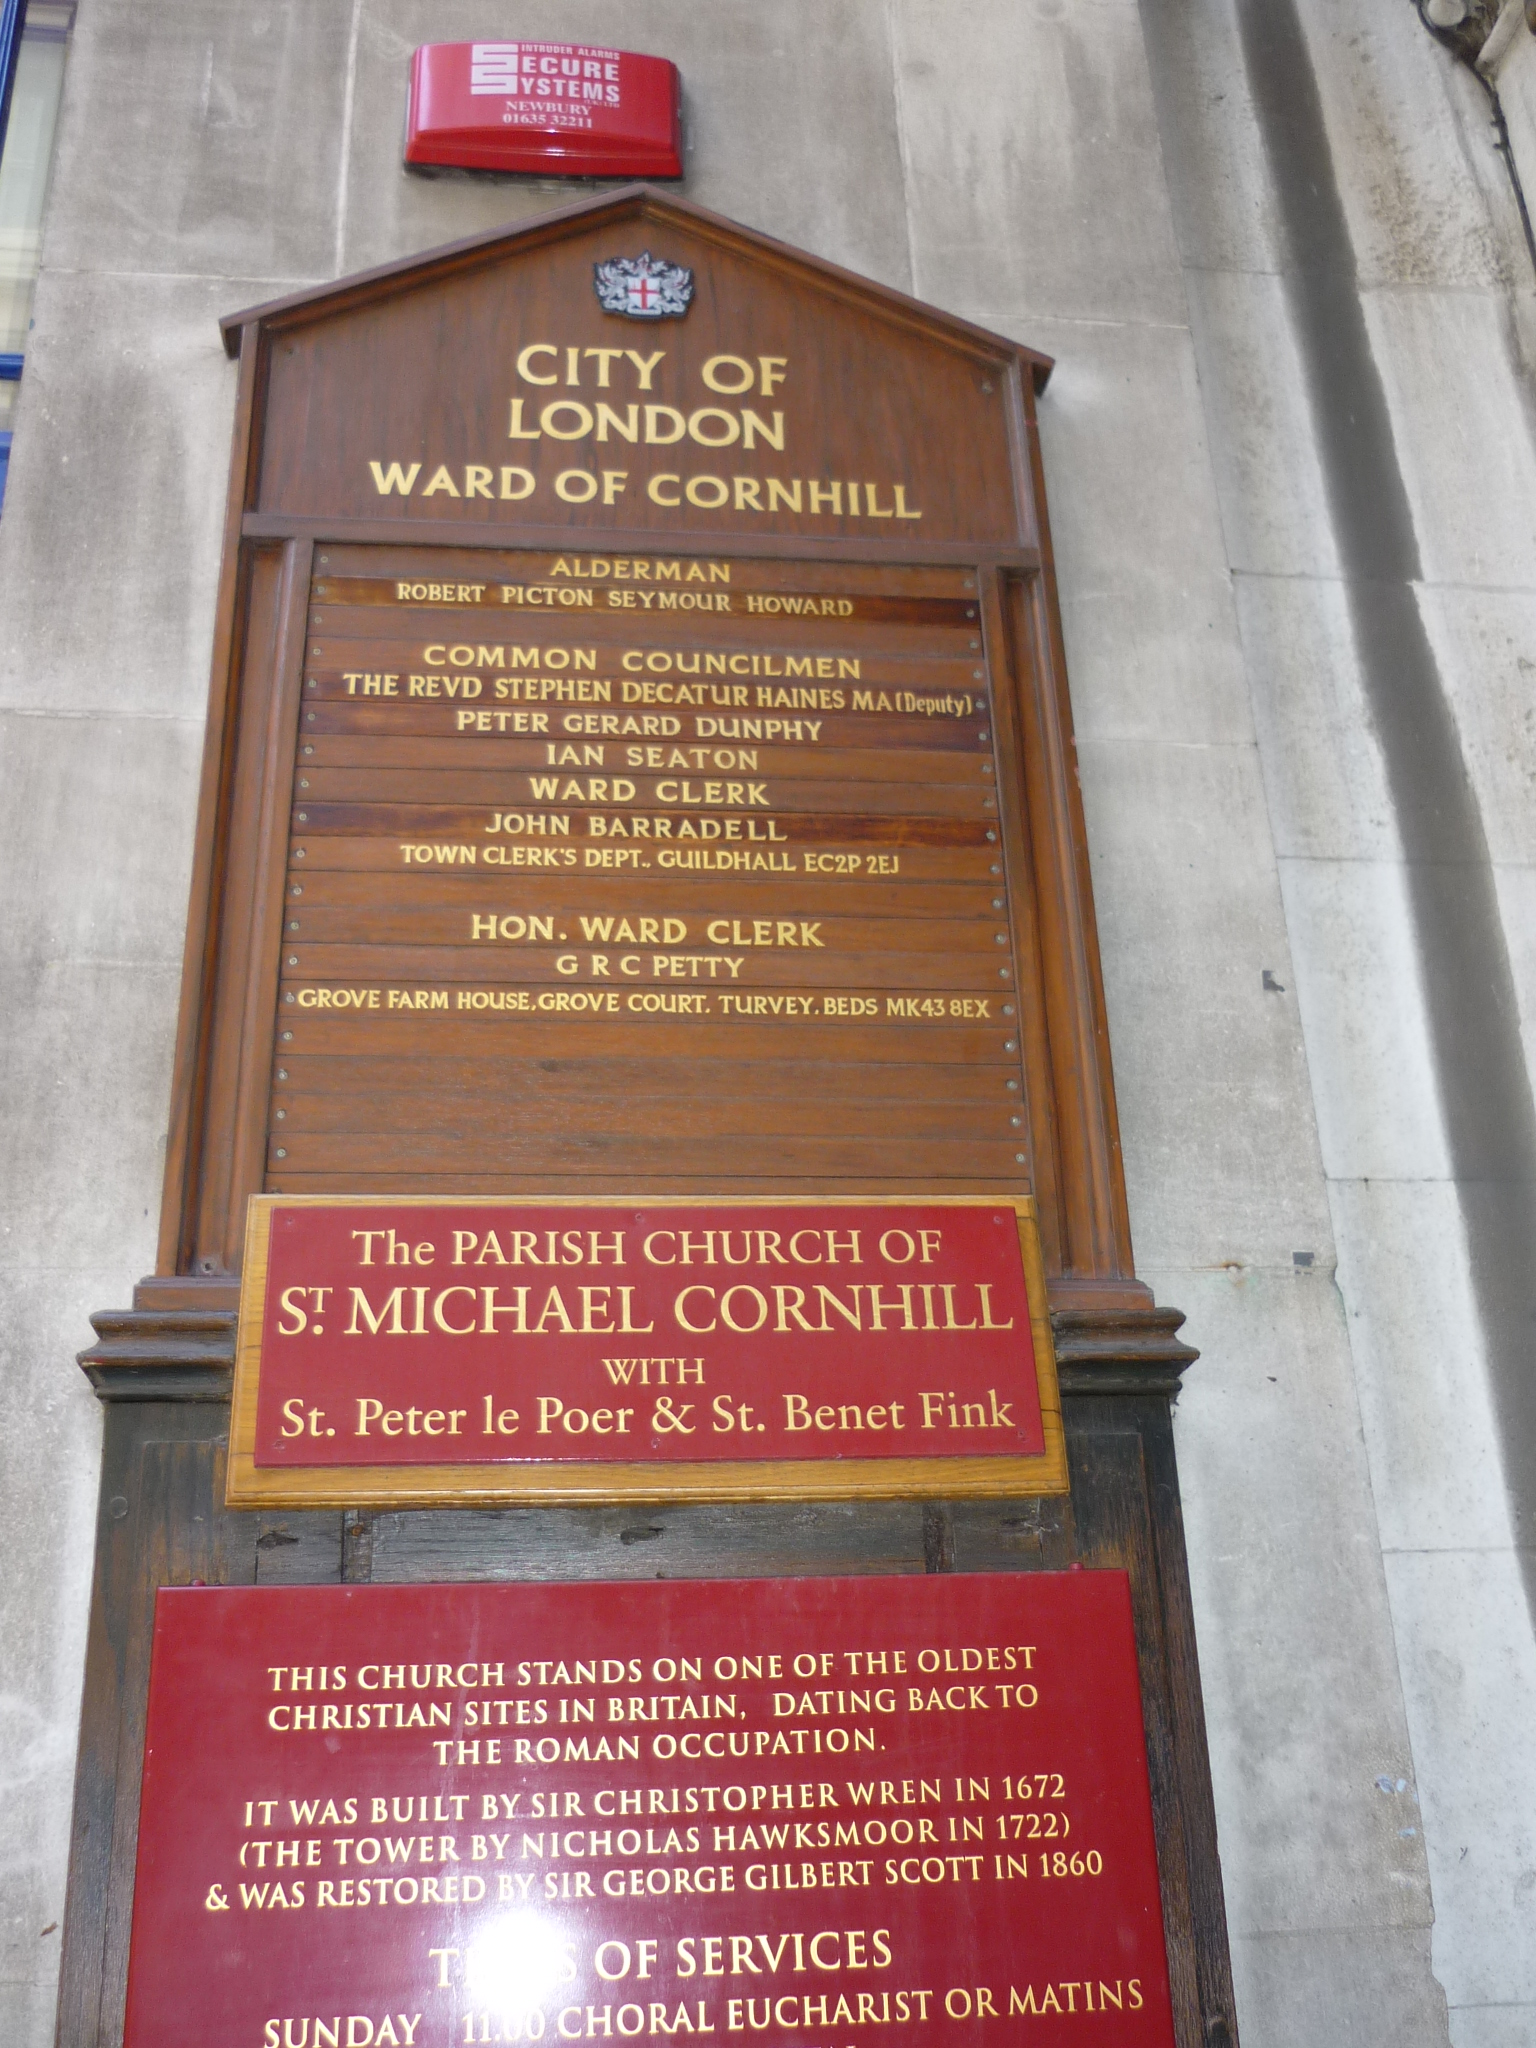 INTRUDER ALARMS
SECURE
SYSTEMS
(UK) LTD
NEWBURY
01635 32211
CITY OF
LONDON
WARD OF CORNHILL
ALDERMAN
ROBERT PICTON SEYMOUR HOWARD
COMMON COUNCILMEN
THE REVD STEPHEN DECATUR HAINES MA (Deputy)
PETER GERARD DUNPHY
IAN SEATON
WARD CLERK
JOHN BARRADELL
TOWN CLERK'S DEPT., GUILDHALL EC2P 2EJ
HON. WARD CLERK
G R C PETTY
GROVE FARM HOUSE, GROVE COURT. TURVEY. BEDS MK43 8EX
The PARISH CHURCH OF
ST. MICHAEL CORNHILL
WITH
St. Peter le Poer & St. Benet Fink
THIS CHURCH STANDS ON ONE OF THE OLDEST
CHRISTIAN SITES IN BRITAIN, DATING BACK TO
THE ROMAN OCCUPATION.
IT WAS BUILT BY SIR CHRISTOPHER WREN IN 1672
(THE TOWER BY NICHOLAS HAWKSMOOR IN 1722)
& WAS RESTORED BY SIR GEORGE GILBERT SCOTT IN 1860
TIMES OF SERVICES
SUNDAY 11.00 CHORAL EUCHARIST OR MATINS